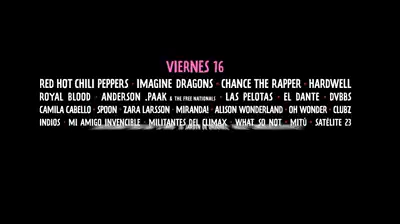 VIERNES 16
RED HOT CHILI PEPPERS · IMAGINE DRAGONS · CHANCE THE RAPPER · HARDWELL
ROYAL BLOOD · ANDERSON .PAAK & THE FREE NATIONALS · LAS PELOTAS · EL DANTE · DVBBS
CAMILA CABELLO · SPOON · ZARA LARSSON · MIRANDA! · ALISON WONDERLAND · OH WONDER · CLUBZ
INDIOS · MI AMIGO INVENCIBLE · MILITANTES DEL CLIMAX · WHAT SO NOT · MITÚ · SATÉLITE 23